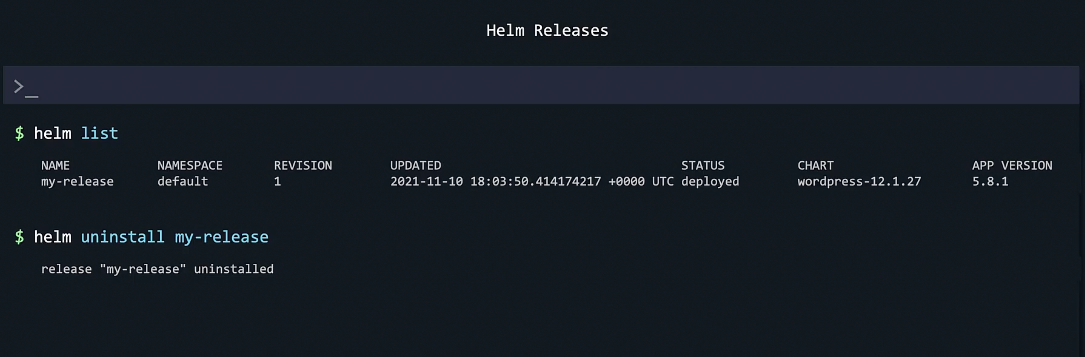 Helm Releases
>_
$ helm list
NAME NAMESPACE REVISION UPDATED STATUS CHART APP VERSION
my-release default 1 2021-11-10 18:03:50.414174217 +0000 UTC deployed wordpress-12.1.27 5.8.1
$ helm uninstall my-release
release "my-release" uninstalled